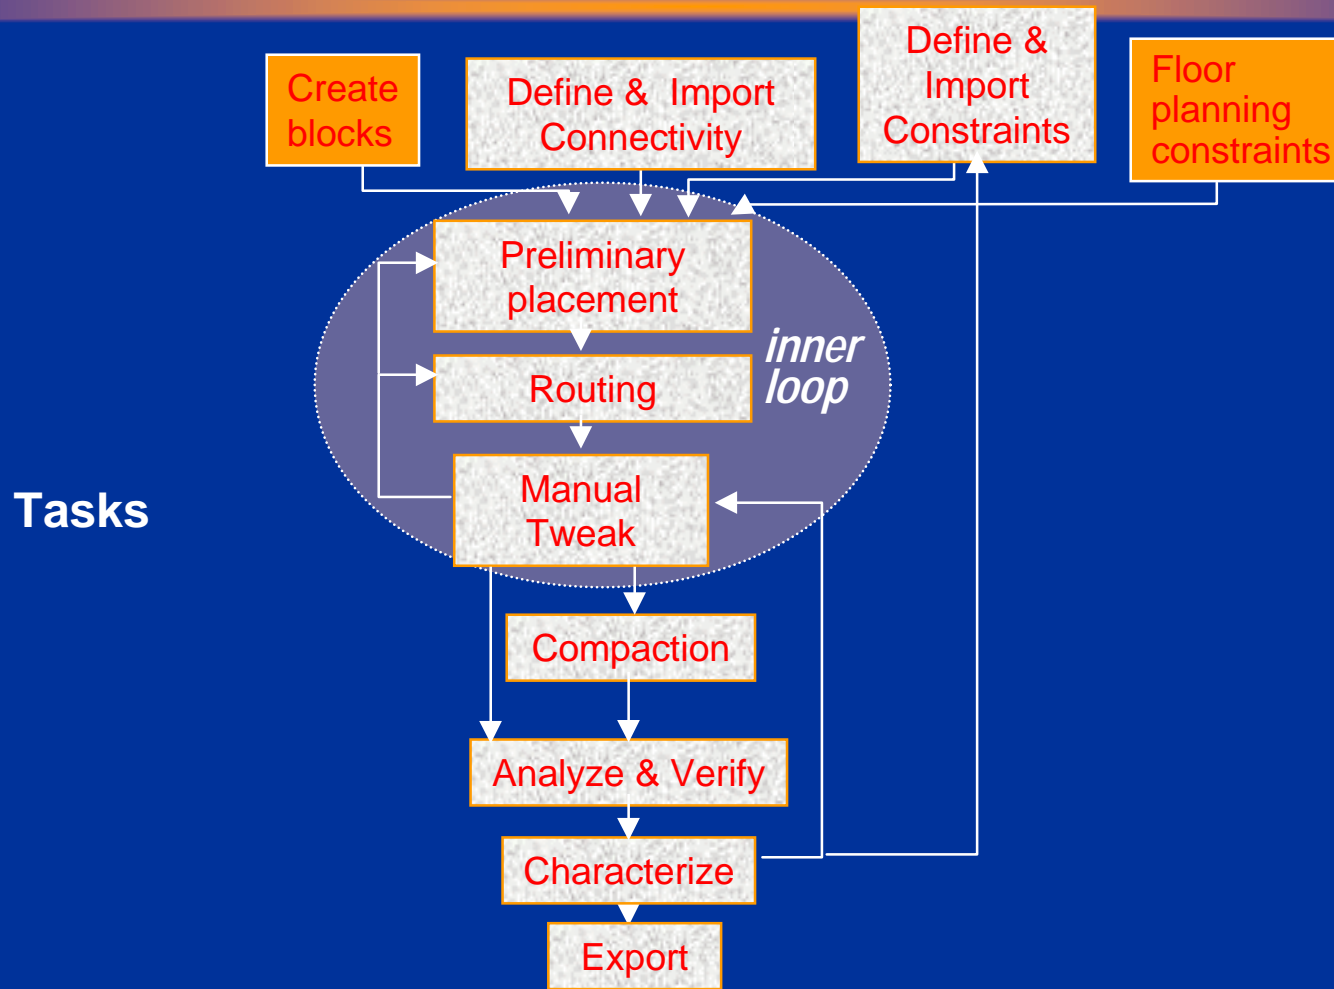 Create
blocks
Define & Import
Connectivity
Define &
Import
Constraints
Floor
planning
constraints
Preliminary
placement
inner
loop
Routing
Manual
Tweak
Tasks
Compaction
Analyze & Verify
Characterize
Export